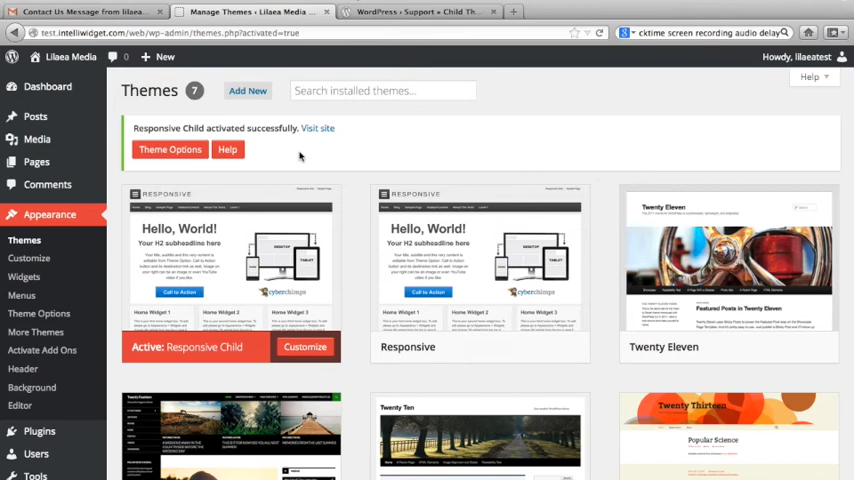 Contact Us Message from lilaea...
Manage Themes ‹ Lilaea Media ...
WordPress › Support » Child Th...
test.intelliwidget.com/web/wp-admin/themes.php?activated=true
cktime screen recording audio delay
Lilaea Media
0
New
Howdy, lilaeatest
Dashboard
Posts
Media
Pages
Comments
Appearance
Themes
Customize
Widgets
Menus
Theme Options
More Themes
Activate Add Ons
Header
Background
Editor
Plugins
Users
Tools
Help
Themes 7
Add New
Search installed themes...
Responsive Child activated successfully. Visit site
Theme Options
Help
RESPONSIVE
Hello, World!
Your H2 subheadline here
Call to Action
DESKTOP
TABLET
cyberchimps
Home Widget 1
Home Widget 2
Home Widget 3
Active: Responsive Child
Customize
RESPONSIVE
Hello, World!
Your H2 subheadline here
Call to Action
DESKTOP
TABLET
cyberchimps
Home Widget 1
Home Widget 2
Home Widget 3
Responsive
Twenty Eleven
Featured Posts in Twenty Eleven
Twenty Eleven
Twenty Ten
Twenty Thirteen
Popular Science